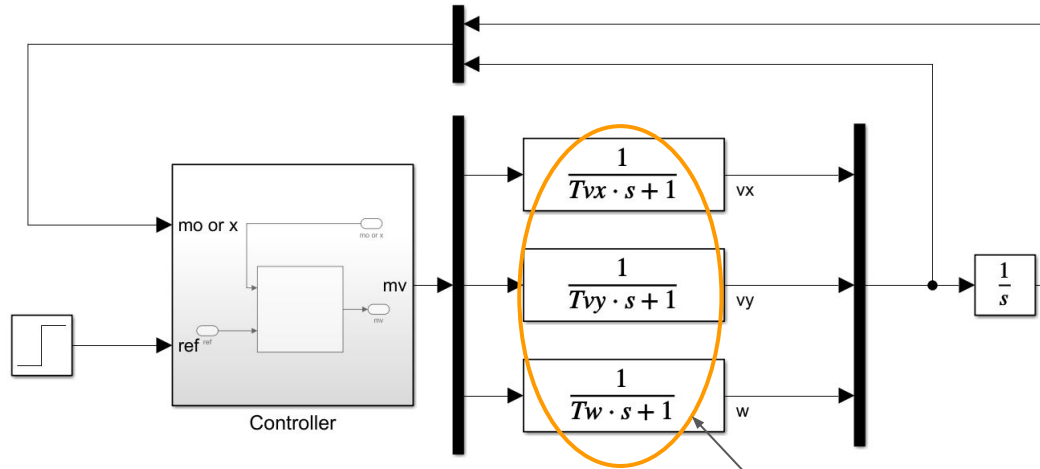 mo or x
mo or x
mv
mv
ref
ref
Controller
1
Tvx · s + 1
vx
1
Tvy · s + 1
vy
1
Tw · s + 1
w
1
s